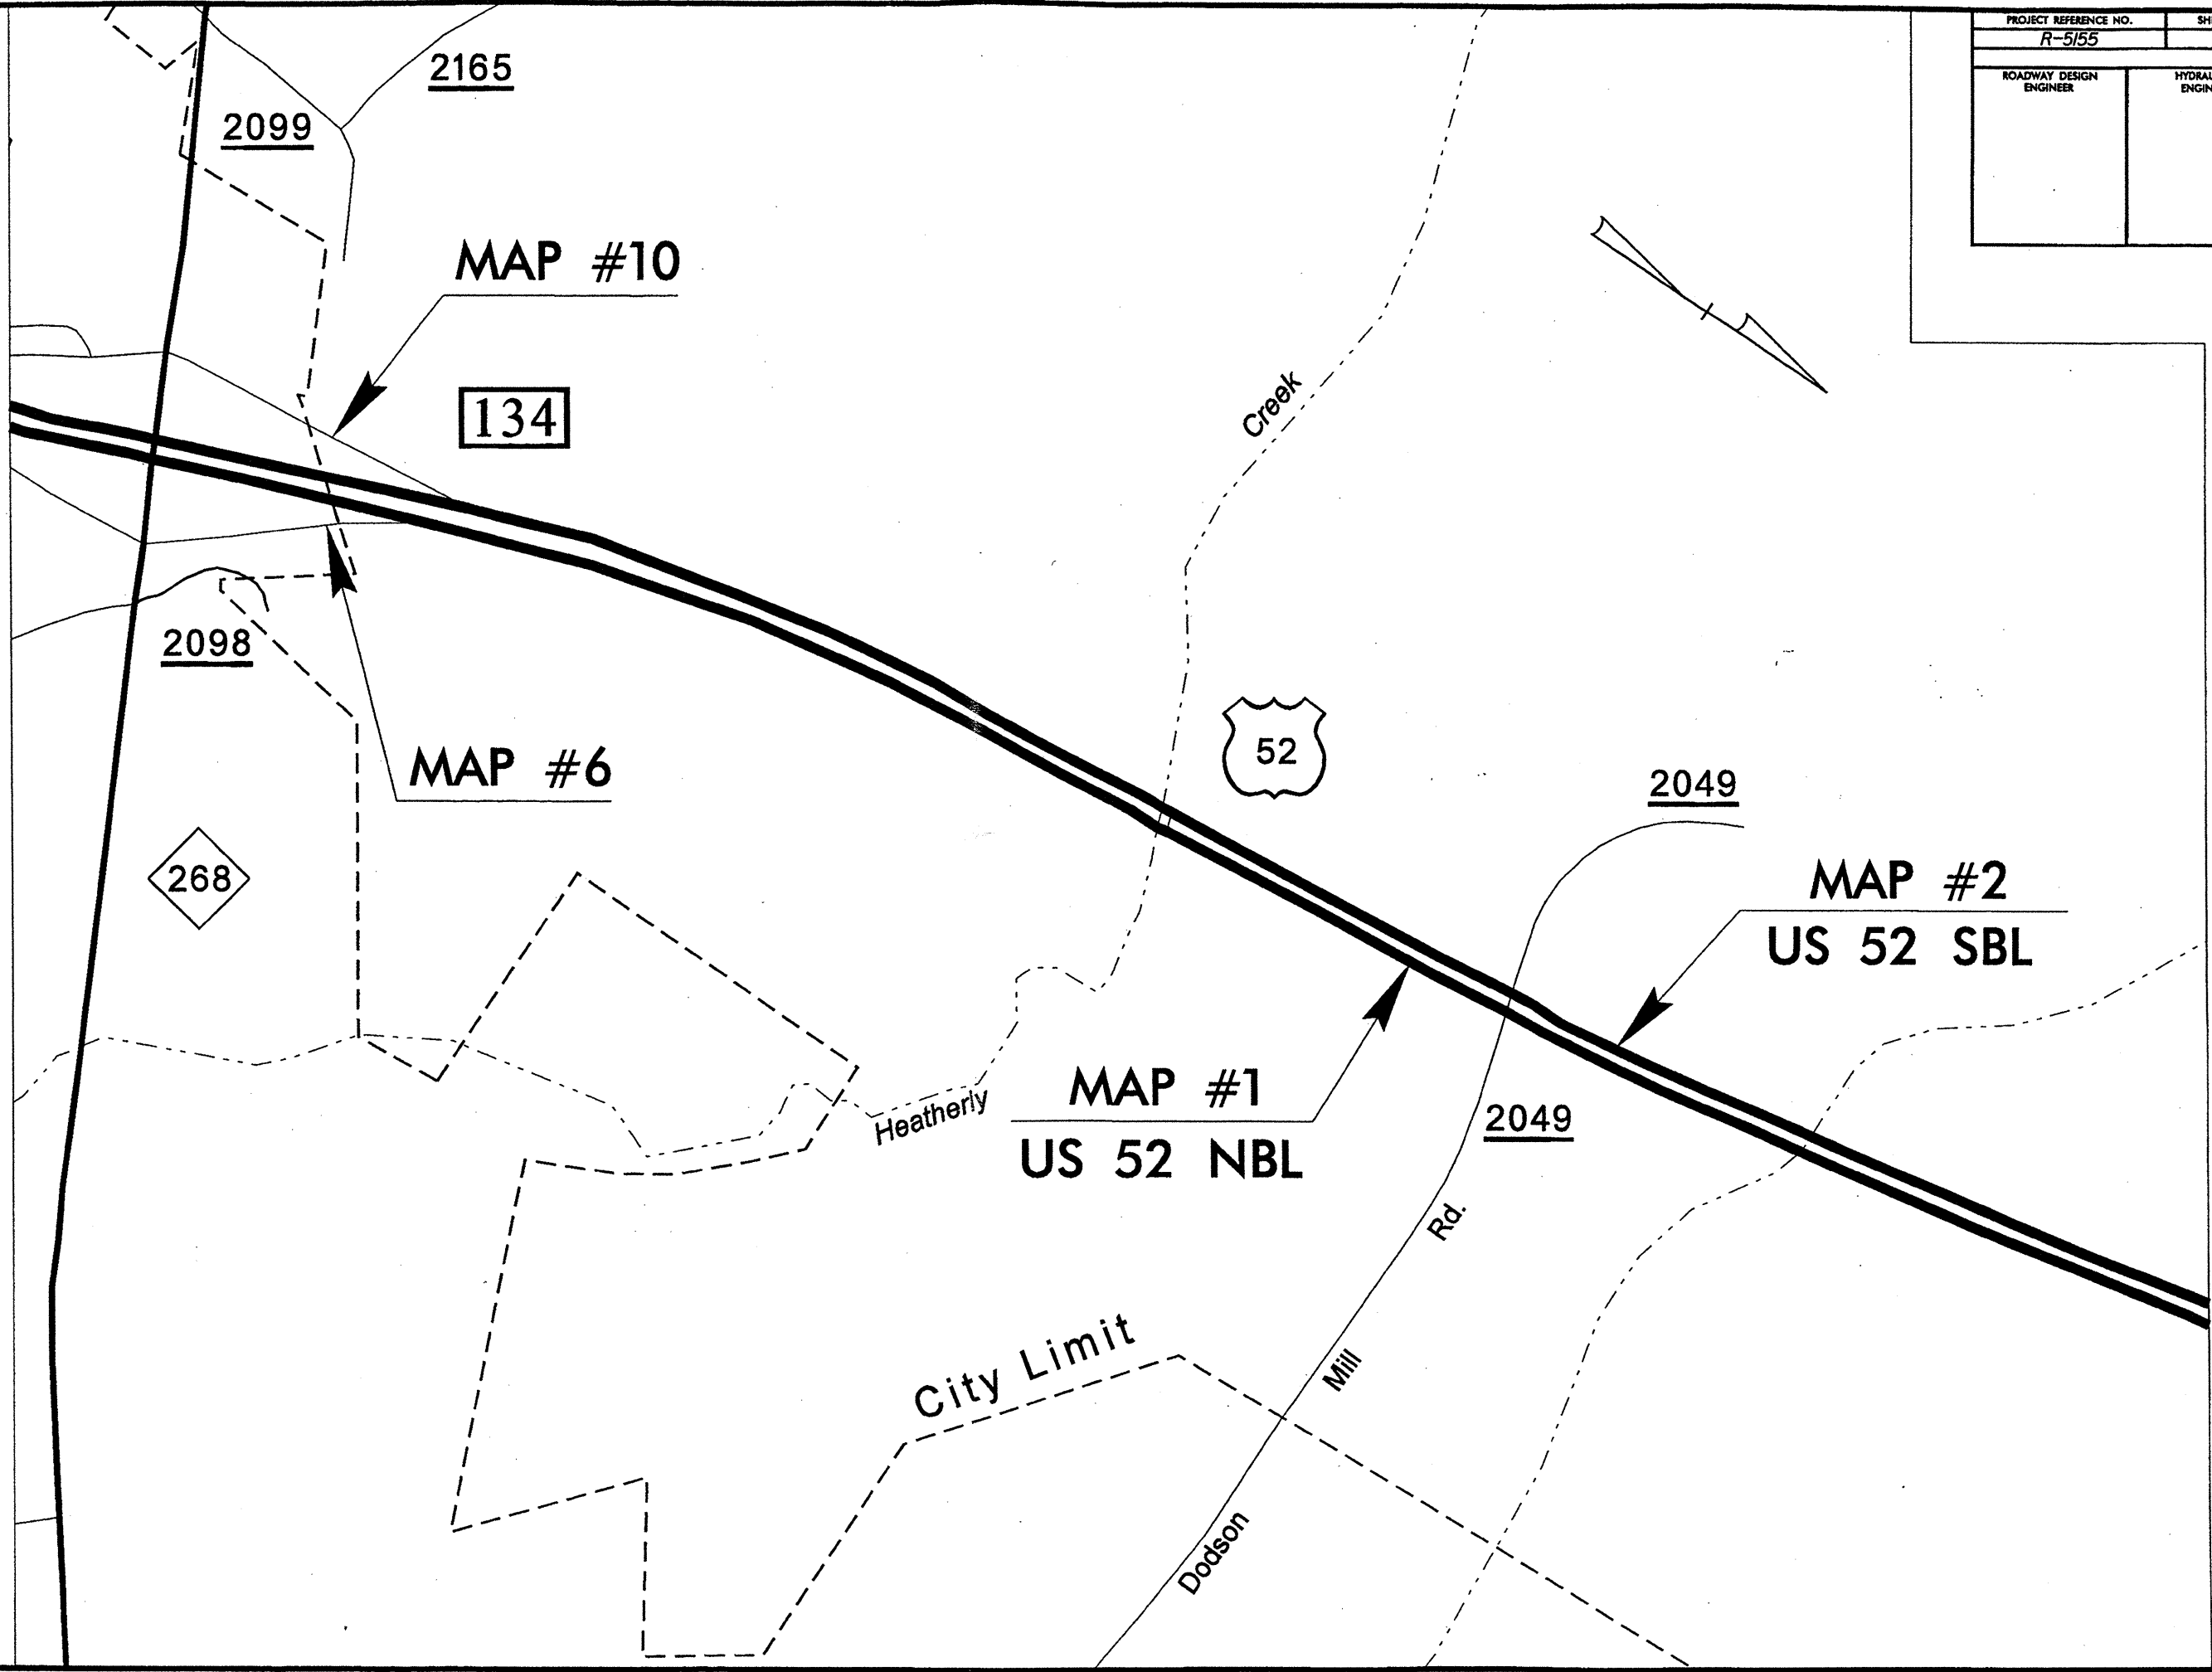 PROJECT REFERENCE NO.
R-5155
ROADWAY DESIGN
ENGINEER
2165
2099
MAP #10
134
Creek
2098
MAP #6
52
2049
268
MAP #2
US 52 SBL
MAP #1
US 52 NBL
Heatherly
2049
Rd.
Mill
City Limit
Dodson